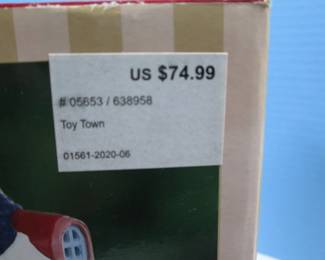 US $74.99
# 05653 / 638958
Toy Town
01561-2020-06